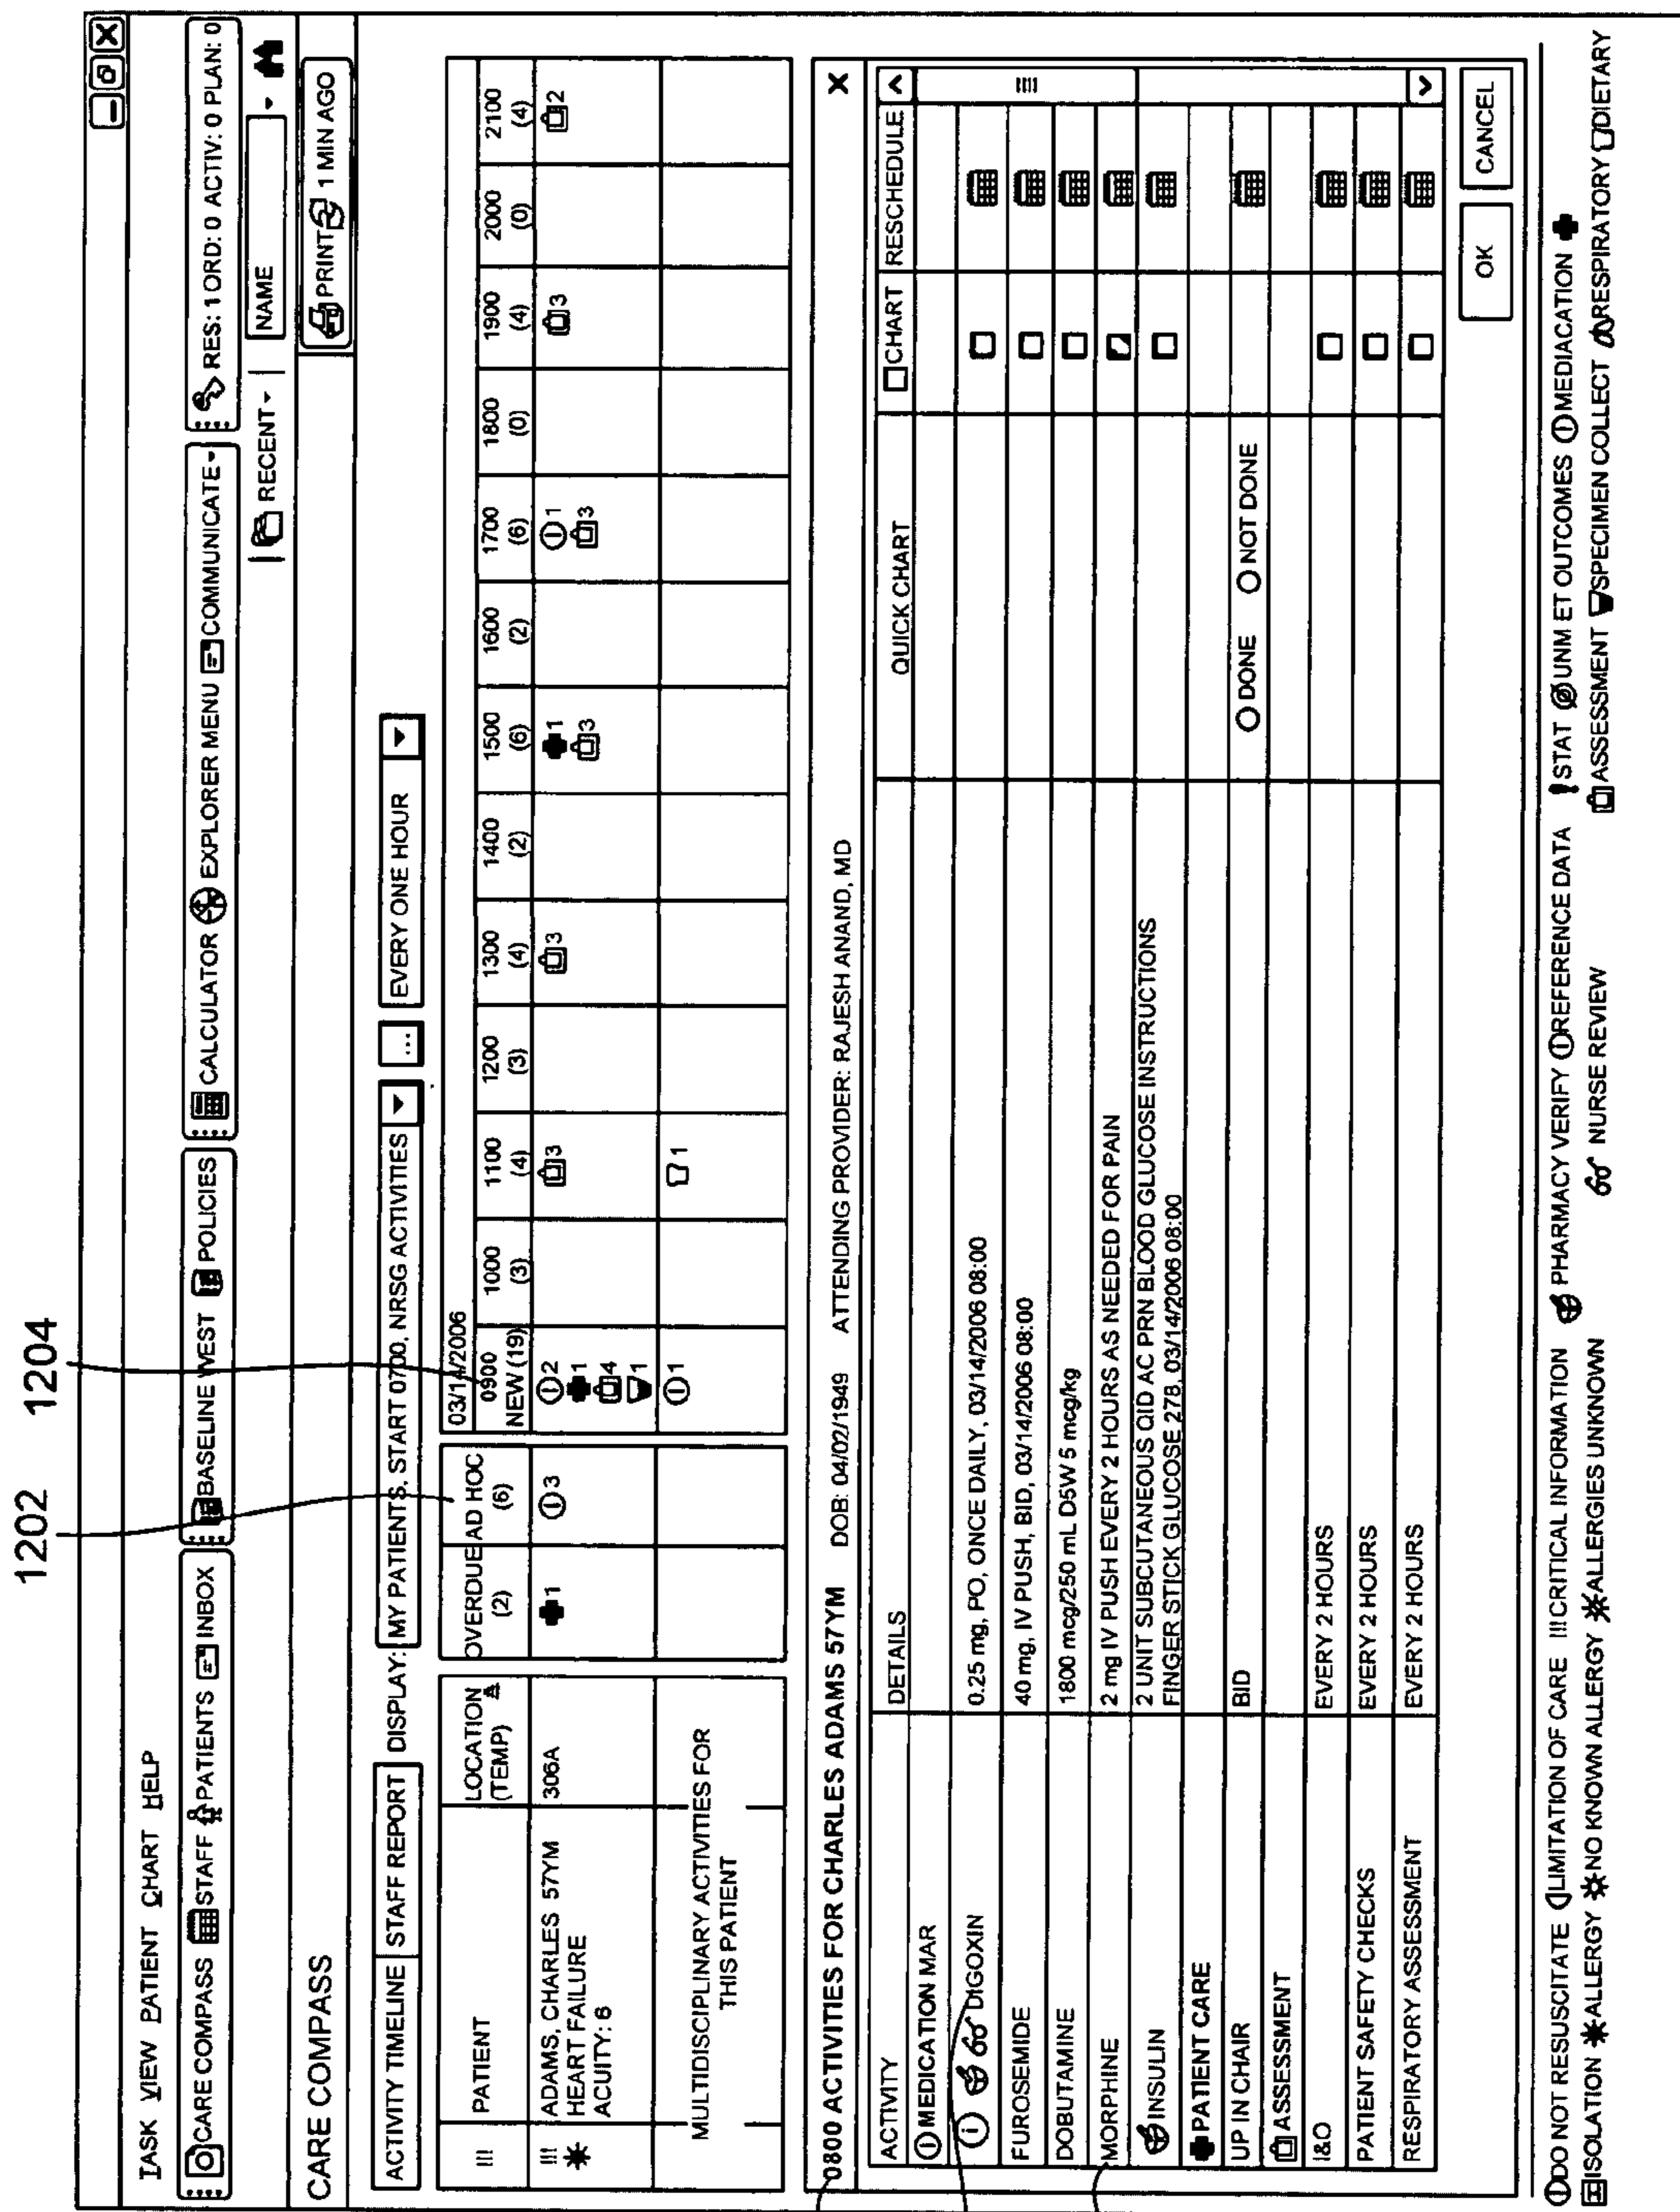 1202
1204
TASK VIEW PATIENT CHART HELP
CARE COMPASS STAFF PATIENTS INBOX BASELINE WEST POLICIES CALCULATOR EXPLORER MENU COMMUNICATE RES: 1 ORD: 0 ACTIV: 0 PLAN: 0
RECENT NAME
CARE COMPASS PRINT 1 MIN AGO
ACTIVITY TIMELINE STAFF REPORT DISPLAY: MY PATIENTS, START 0700, NRSG ACTIVITIES ... EVERY ONE HOUR
03/14/2006
!!! PATIENT LOCATION (TEMP) OVERDUE (2) AD HOC (6) 0900 NEW (19) 1000 (3) 1100 (4) 1200 (3) 1300 (4) 1400 (2) 1500 (6) 1600 (2) 1700 (6) 1800 (0) 1900 (4) 2000 (0) 2100 (4)
!!! ADAMS, CHARLES 57YM 306A 1 3 2 3 3 1 1 3 2
HEART FAILURE 1 3 3
ACUITY: 6 4
1
MULTIDISCIPLINARY ACTIVITIES FOR 1 1
THIS PATIENT
0800 ACTIVITIES FOR CHARLES ADAMS 57YM DOB: 04/02/1949 ATTENDING PROVIDER: RAJESH ANAND, MD X
ACTIVITY DETAILS QUICK CHART CHART RESCHEDULE
MEDICATION MAR
DIGOXIN 0.25 mg, PO, ONCE DAILY, 03/14/2006 08:00
FUROSEMIDE 40 mg, IV PUSH, BID, 03/14/2006 08:00
DOBUTAMINE 1800 mcg/250 mL D5W 5 mcg/kg
MORPHINE 2 mg IV PUSH EVERY 2 HOURS AS NEEDED FOR PAIN
INSULIN 2 UNIT SUBCUTANEOUS QID AC PRN BLOOD GLUCOSE INSTRUCTIONS
FINGER STICK GLUCOSE 278, 03/14/2006 08:00
PATIENT CARE
UP IN CHAIR BID DONE NOT DONE
ASSESSMENT
I&O EVERY 2 HOURS
PATIENT SAFETY CHECKS EVERY 2 HOURS
RESPIRATORY ASSESSMENT EVERY 2 HOURS
OK CANCEL
DO NOT RESUSCITATE LIMITATION OF CARE !!! CRITICAL INFORMATION PHARMACY VERIFY REFERENCE DATA STAT UNM ET OUTCOMES MEDIACATION
ISOLATION ALLERGY NO KNOWN ALLERGY ALLERGIES UNKNOWN NURSE REVIEW ASSESSMENT SPECIMEN COLLECT RESPIRATORY DIETARY